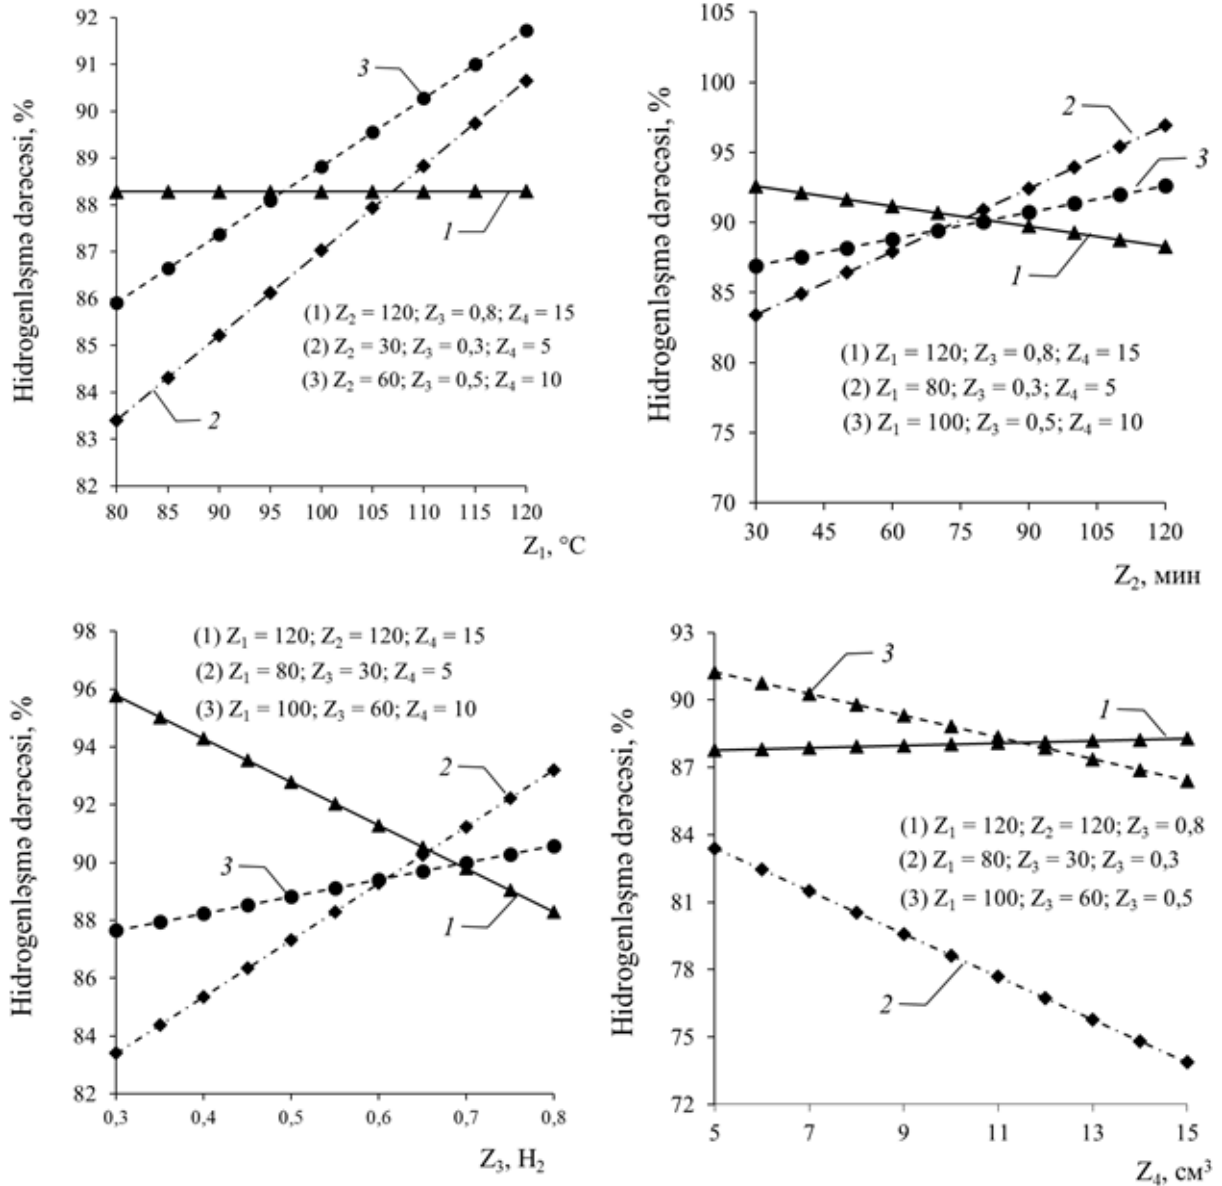 Hidrogenləşmə dərəcəsi, %
92
91
90
89
88
87
86
85
84
83
82
3
1
2
(1) Z₂ = 120; Z₃ = 0,8; Z₄ = 15
(2) Z₂ = 30; Z₃ = 0,3; Z₄ = 5
(3) Z₂ = 60; Z₃ = 0,5; Z₄ = 10
80 85 90 95 100 105 110 115 120
Z₁, °C
Hidrogenləşmə dərəcəsi, %
105
100
95
90
85
80
75
70
2
3
1
(1) Z₁ = 120; Z₃ = 0,8; Z₄ = 15
(2) Z₁ = 80; Z₃ = 0,3; Z₄ = 5
(3) Z₁ = 100; Z₃ = 0,5; Z₄ = 10
30 45 60 75 90 105 120
Z₂, мин
Hidrogenləşmə dərəcəsi, %
98
96
94
92
90
88
86
84
82
(1) Z₁ = 120; Z₂ = 120; Z₄ = 15
(2) Z₁ = 80; Z₃ = 30; Z₄ = 5
(3) Z₁ = 100; Z₃ = 60; Z₄ = 10
2
3
1
0,3 0,4 0,5 0,6 0,7 0,8
Z₃, H₂
Hidrogenləşmə dərəcəsi, %
93
90
87
84
81
78
75
72
3
1
(1) Z₁ = 120; Z₂ = 120; Z₃ = 0,8
(2) Z₁ = 80; Z₃ = 30; Z₃ = 0,3
(3) Z₁ = 100; Z₃ = 60; Z₃ = 0,5
2
5 7 9 11 13 15
Z₄, см³